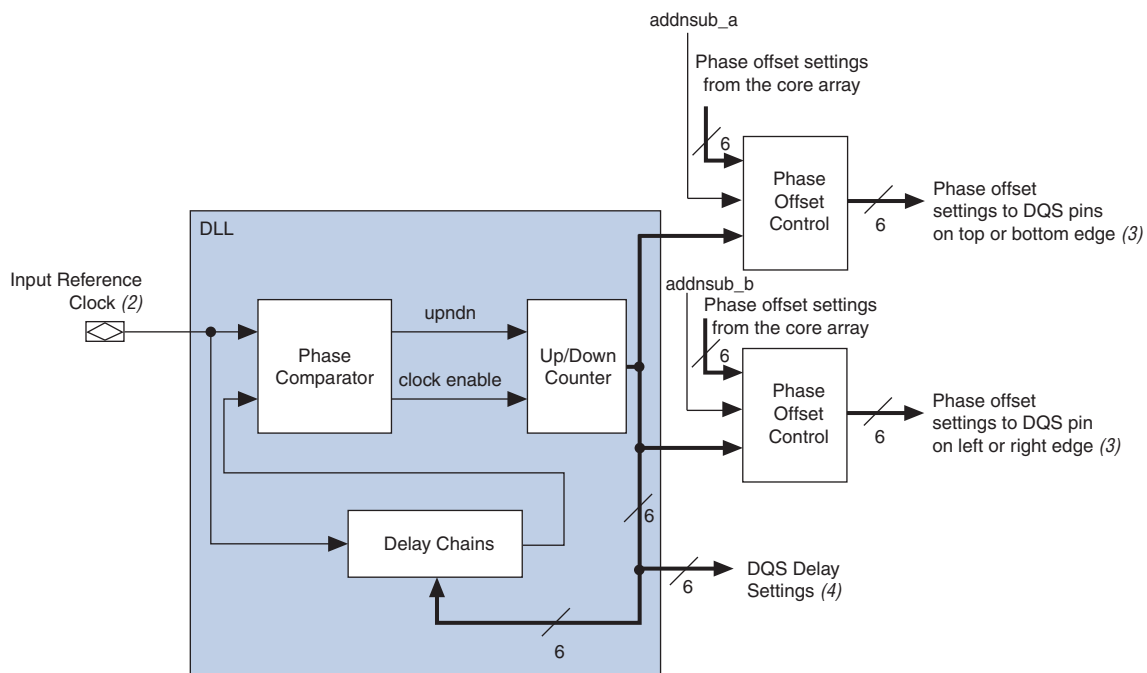 addnsub_a
Phase offset settings
from the core array
6
Phase
Offset
Control
6
Phase offset
settings to DQS pins
on top or bottom edge (3)
DLL
Input Reference
Clock (2)
addnsub_b
Phase offset settings
from the core array
6
Phase
Comparator
upndn
clock enable
Up/Down
Counter
Phase
Offset
Control
6
Phase offset
settings to DQS pin
on left or right edge (3)
6
Delay Chains
6
DQS Delay
Settings (4)
6